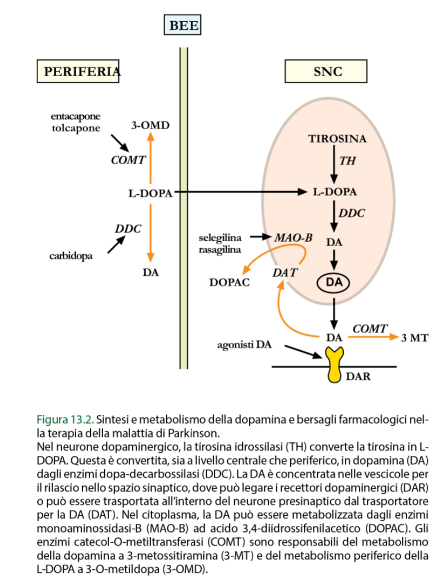 BEE
PERIFERIA
SNC
entacapone
tolcapone
3-OMD
COMT
L-DOPA
DDC
carbidopa
DA
TIROSINA
TH
L-DOPA
DDC
selegilina
rasagilina
MAO-B
DA
DOPAC
DAT
DA
agonisti DA
DA
COMT
3 MT
DAR
Figura 13.2. Sintesi e metabolismo della dopamina e bersagli farmacologici nel-
la terapia della malattia di Parkinson.
Nel neurone dopaminergico, la tirosina idrossilasi (TH) converte la tirosina in L-
DOPA. Questa è convertita, sia a livello centrale che periferico, in dopamina (DA)
dagli enzimi dopa-decarbossilasi (DDC). La DA è concentrata nelle vescicole per
il rilascio nello spazio sinaptico, dove può legare i recettori dopaminergici (DAR)
o può essere trasportata all'interno del neurone presinaptico dal trasportatore
per la DA (DAT). Nel citoplasma, la DA può essere metabolizzata dagli enzimi
monoaminossidasi-B (MAO-B) ad acido 3,4-diidrossifenilacetico (DOPAC). Gli
enzimi catecol-O-metiltransferasi (COMT) sono responsabili del metabolismo
della dopamina a 3-metossitiramina (3-MT) e del metabolismo periferico della
L-DOPA a 3-O-metildopa (3-OMD).